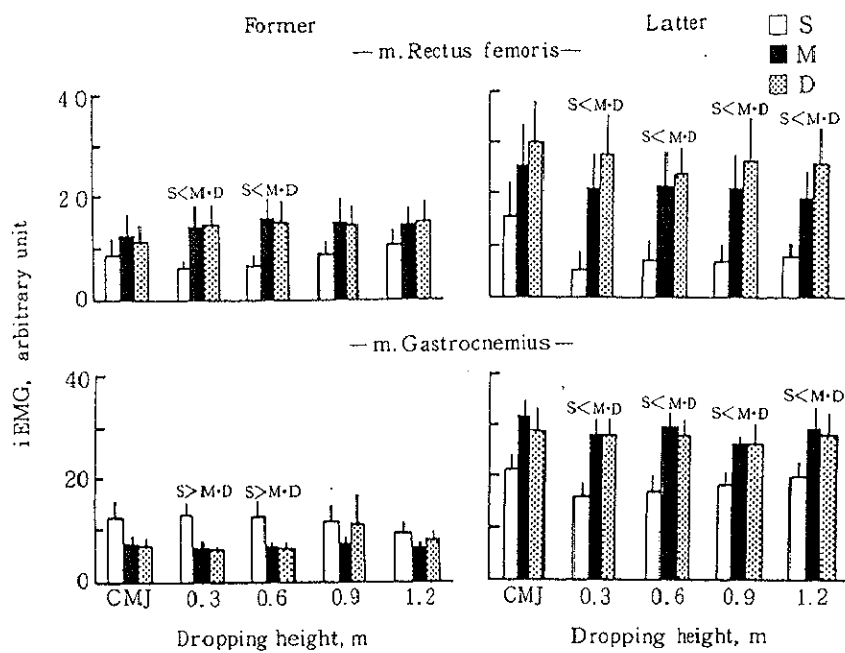 Former
Latter
S
M
D
— m. Rectus femoris —
iEMG, arbitrary unit
40
20
0
S<M·D
S<M·D
S<M·D
S<M·D
S<M·D
S<M·D
— m. Gastrocnemius —
40
20
0
S>M·D
S>M·D
S<M·D
S<M·D
S<M·D
S<M·D
CMJ 0.3 0.6 0.9 1.2
CMJ 0.3 0.6 0.9 1.2
Dropping height, m
Dropping height, m